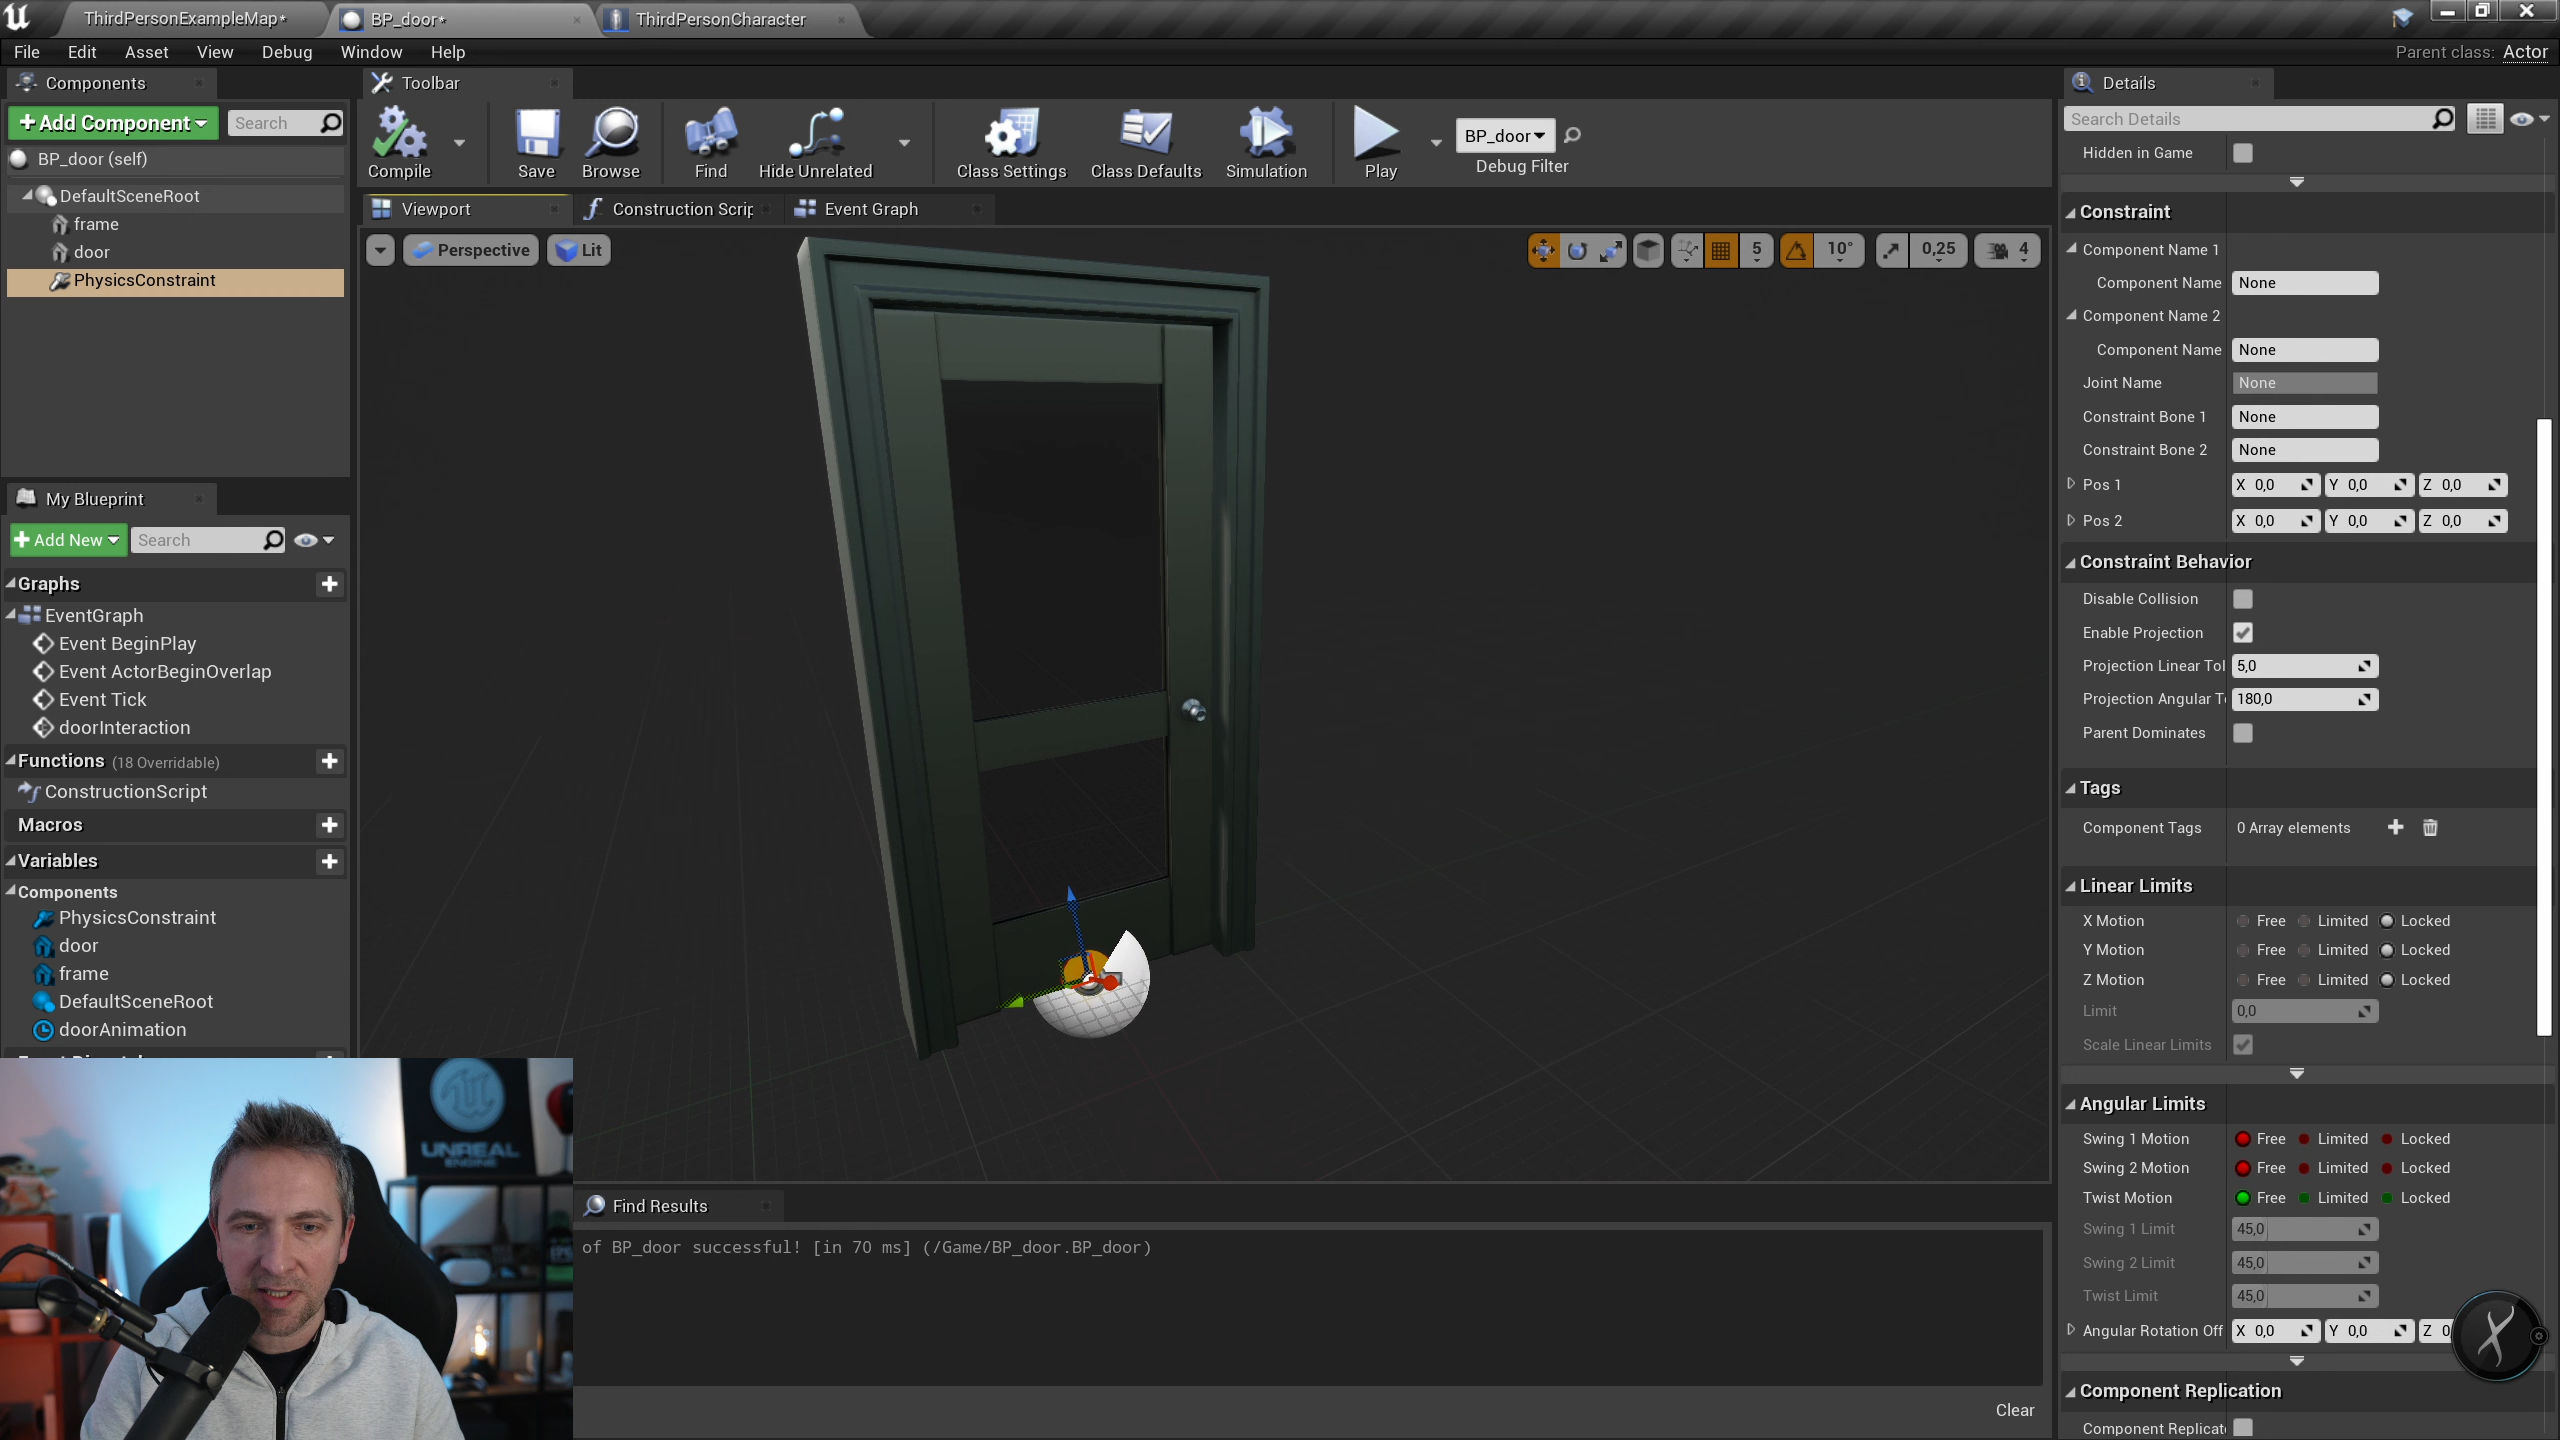 ThirdPersonExampleMap*
BP_door*
ThirdPersonCharacter
File Edit Asset View Debug Window Help
Parent class: Actor
Components
Add Component
Search
BP_door (self)
DefaultSceneRoot
frame
door
PhysicsConstraint
Toolbar
Compile
Save
Browse
Find
Hide Unrelated
Class Settings
Class Defaults
Simulation
Play
BP_door
Debug Filter
Viewport
Construction Scrip
Event Graph
Perspective
Lit
5
10°
0,25
4
My Blueprint
Add New
Search
Graphs
EventGraph
Event BeginPlay
Event ActorBeginOverlap
Event Tick
doorInteraction
Functions (18 Overridable)
ConstructionScript
Macros
Variables
Components
PhysicsConstraint
door
frame
DefaultSceneRoot
doorAnimation
UNREAL
ENGINE
Find Results
of BP_door successful! [in 70 ms] (/Game/BP_door.BP_door)
Clear
Details
Search Details
Hidden in Game
Constraint
Component Name 1
Component Name None
Component Name 2
Component Name None
Joint Name None
Constraint Bone 1 None
Constraint Bone 2 None
Pos 1 X 0,0 Y 0,0 Z 0,0
Pos 2 X 0,0 Y 0,0 Z 0,0
Constraint Behavior
Disable Collision
Enable Projection
Projection Linear Tol 5,0
Projection Angular T 180,0
Parent Dominates
Tags
Component Tags 0 Array elements
Linear Limits
X Motion Free Limited Locked
Y Motion Free Limited Locked
Z Motion Free Limited Locked
Limit 0,0
Scale Linear Limits
Angular Limits
Swing 1 Motion Free Limited Locked
Swing 2 Motion Free Limited Locked
Twist Motion Free Limited Locked
Swing 1 Limit 45,0
Swing 2 Limit 45,0
Twist Limit 45,0
Angular Rotation Off X 0,0 Y 0,0 Z 0
Component Replication
Component Replicat